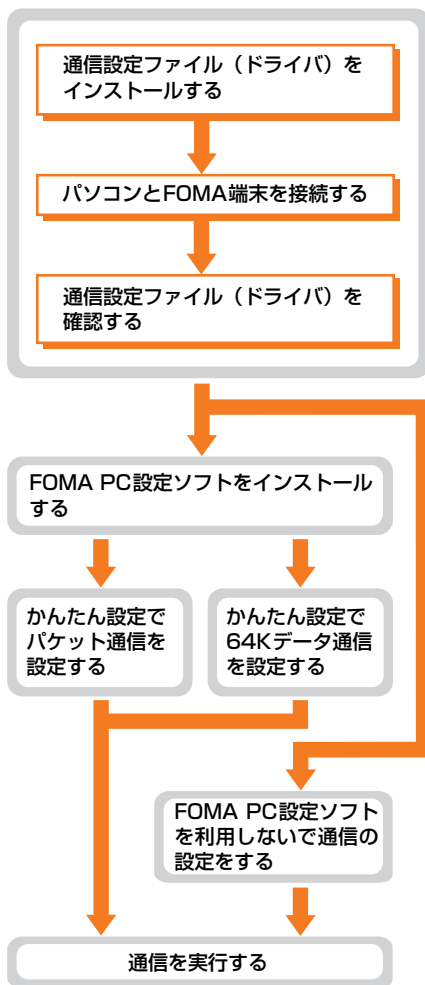 通信設定ファイル（ドライバ）を
インストールする
パソコンとFOMA端末を接続する
通信設定ファイル（ドライバ）を
確認する
FOMA PC設定ソフトをインストール
する
かんたん設定で
パケット通信を
設定する
かんたん設定で
64Kデータ通信
を設定する
FOMA PC設定ソフト
を利用しないで通信の
設定をする
通信を実行する